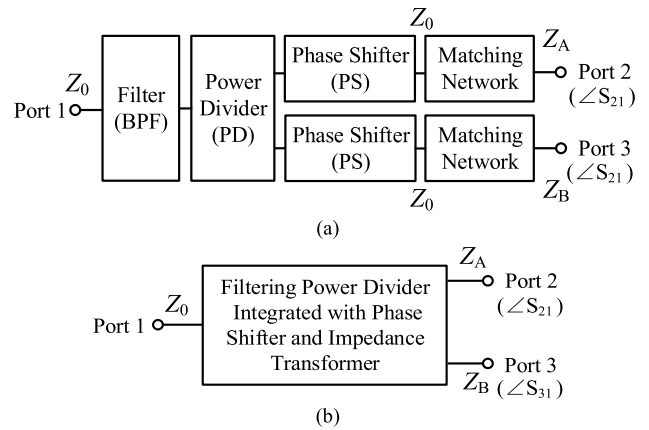 Z0
Port 1
Z0
Filter
(BPF)
Power
Divider
(PD)
Phase Shifter
(PS)
Matching
Network
ZA
Port 2
(∠S21)
Phase Shifter
(PS)
Matching
Network
Port 3
(∠S21)
Z0
ZB
(a)
Port 1
Z0
Filtering Power Divider
Integrated with Phase
Shifter and Impedance
Transformer
ZA
Port 2
(∠S21)
ZB
Port 3
(∠S31)
(b)